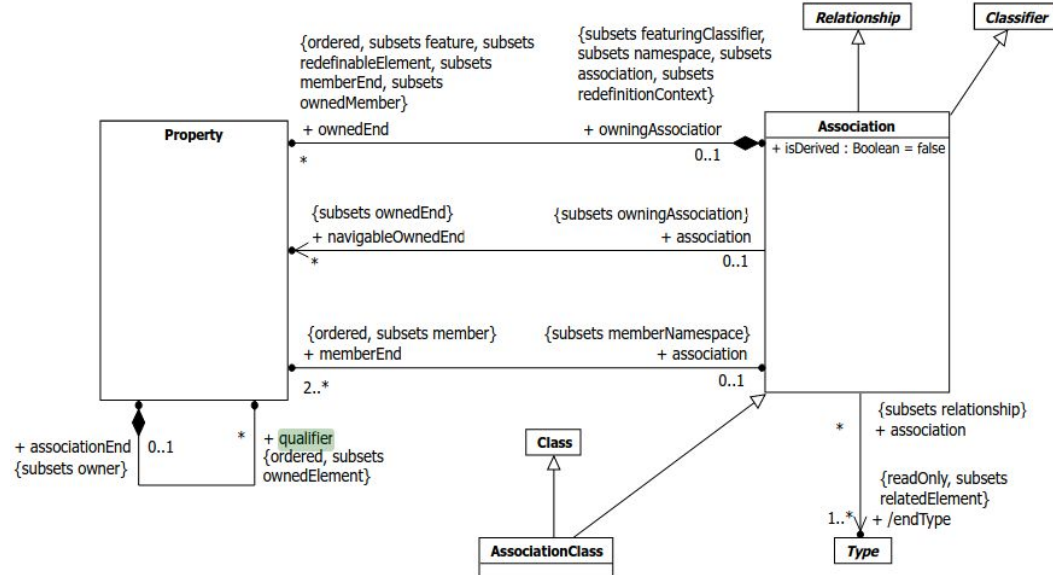 Relationship
Classifier
{ordered, subsets feature, subsets
redefinableElement, subsets
memberEnd, subsets
ownedMember}
{subsets featuringClassifier,
subsets namespace, subsets
association, subsets
redefinitionContext}
Property
+ ownedEnd
*
+ owningAssociatior
0..1
Association
+ isDerived : Boolean = false
{subsets ownedEnd}
+ navigableOwnedEnd
*
{subsets owningAssociation}
+ association
0..1
{ordered, subsets member}
+ memberEnd
2..*
{subsets memberNamespace}
+ association
0..1
+ associationEnd
{subsets owner}
0..1
*
+ qualifier
{ordered, subsets
ownedElement}
Class
AssociationClass
{subsets relationship}
+ association
*
{readOnly, subsets
relatedElement}
+ /endType
1..*
Type